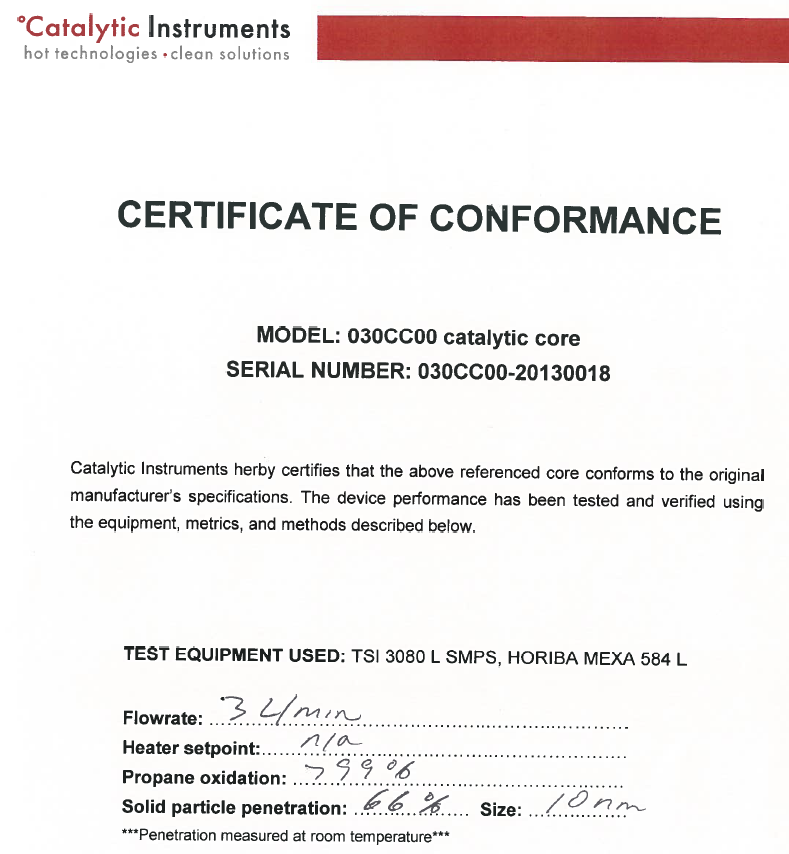 °Catalytic Instruments
hot technologies • clean solutions
CERTIFICATE OF CONFORMANCE
MODEL: 030CC00 catalytic core
SERIAL NUMBER: 030CC00-20130018
Catalytic Instruments herby certifies that the above referenced core conforms to the original
manufacturer's specifications. The device performance has been tested and verified using
the equipment, metrics, and methods described below.
TEST EQUIPMENT USED: TSI 3080 L SMPS, HORIBA MEXA 584 L
Flowrate: 3 L/min
Heater setpoint: n/a
Propane oxidation: >99%
Solid particle penetration: 66% Size: 10nm
***Penetration measured at room temperature***